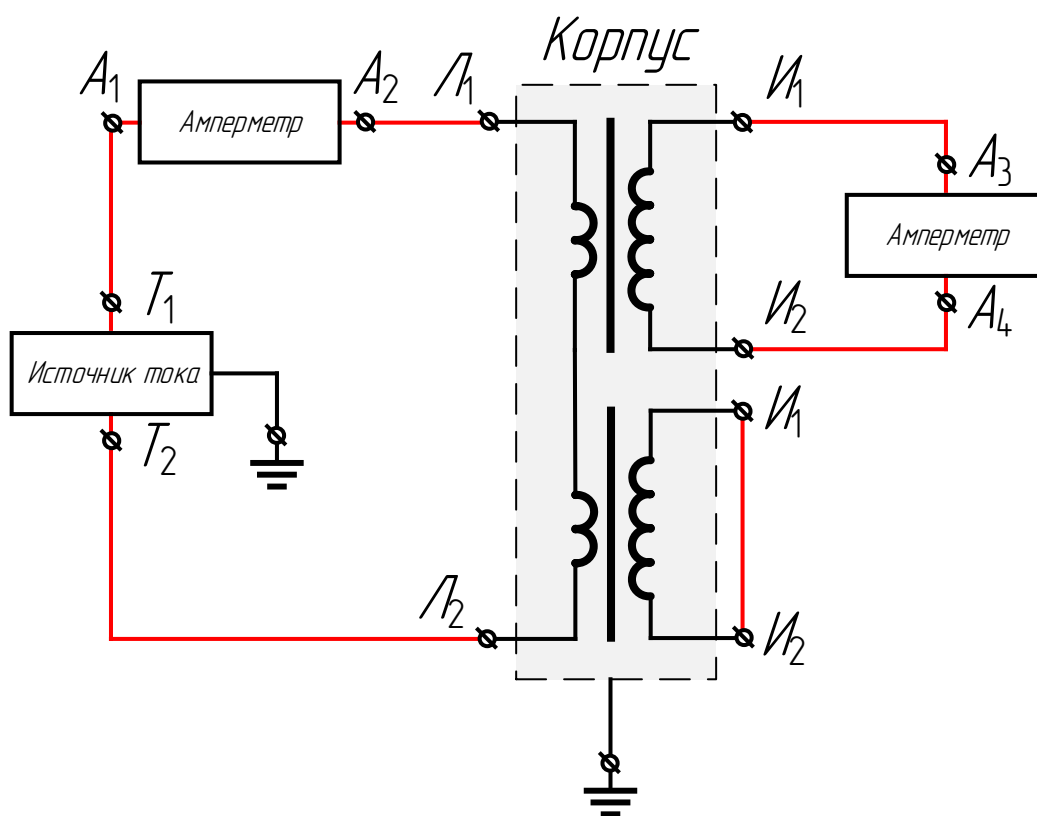 Корпус
А₁
А₂
Л₁
И₁
Амперметр
А₃
Амперметр
Т₁
И₂
А₄
Источник тока
И₁
Т₂
Л₂
И₂